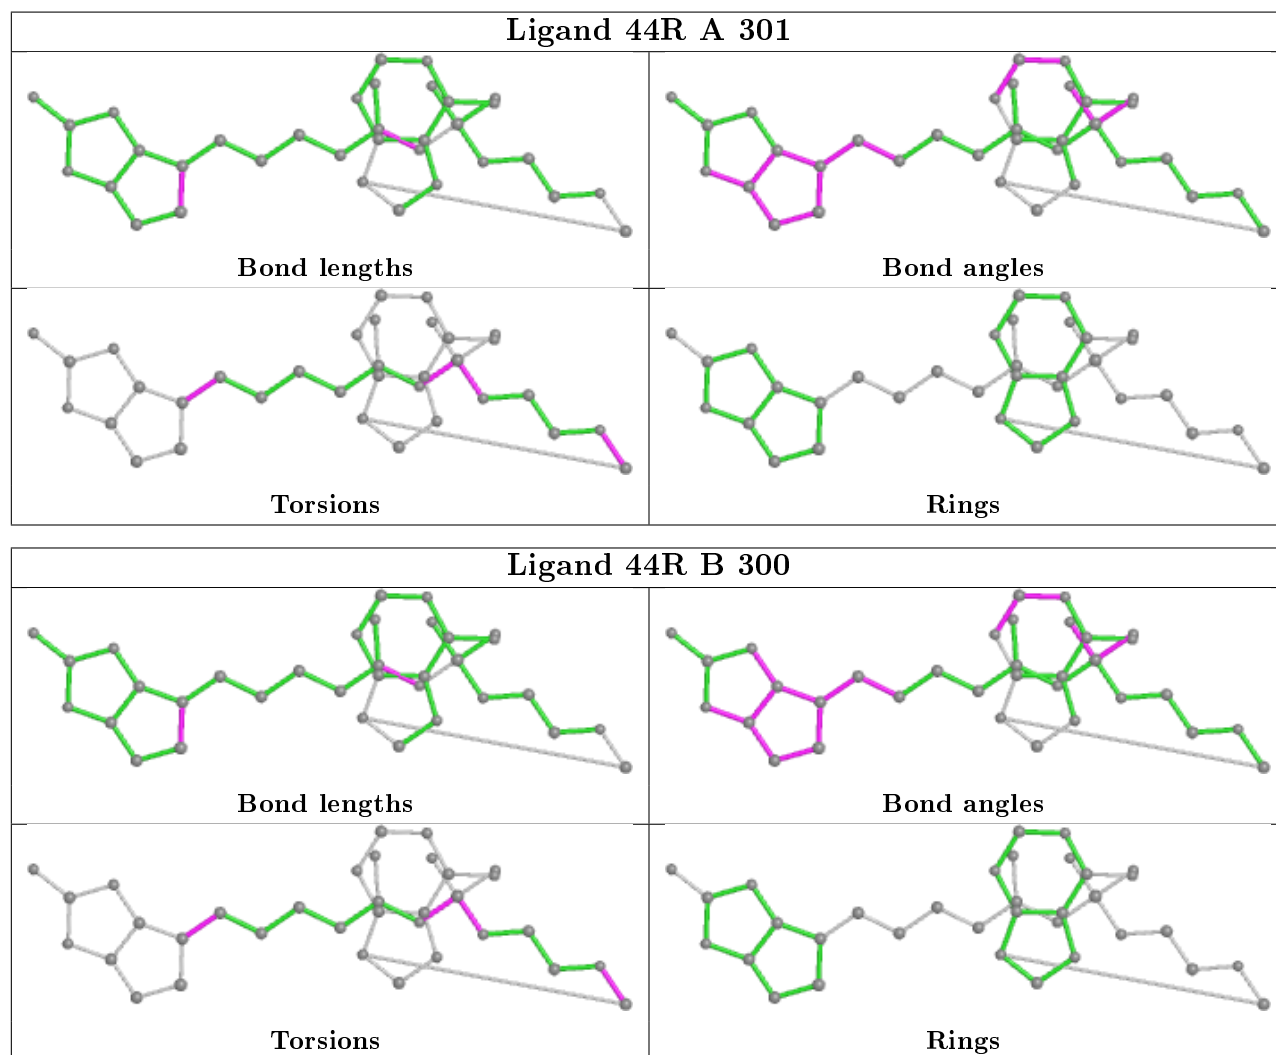 Ligand 44R A 301
Bond lengths
Bond angles
Torsions
Rings
Ligand 44R B 300
Bond lengths
Bond angles
Torsions
Rings